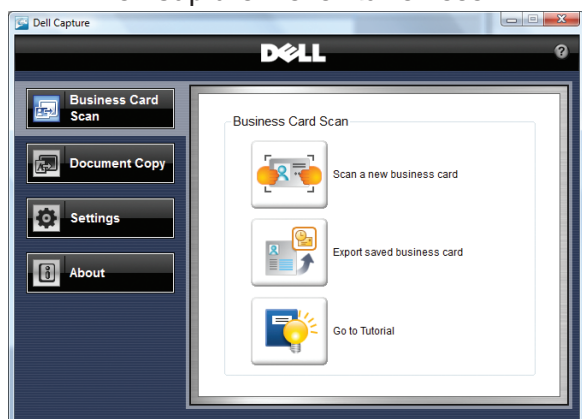 Dell Capture
DELL
?
Business Card
Scan
Document Copy
Settings
About
Business Card Scan
Scan a new business card
Export saved business card
Go to Tutorial